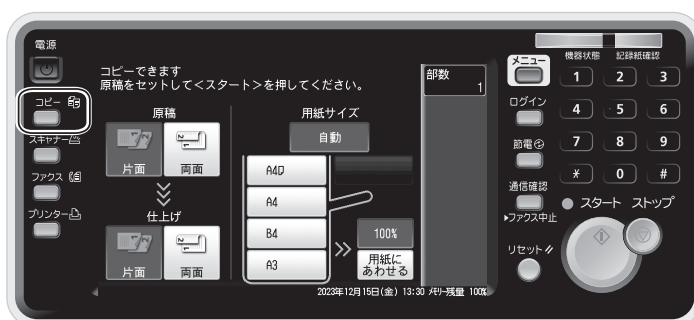 電源
コピー
スキャナー
ファクス
プリンター
コピーできます
原稿をセットして<スタート>を押してください。
部数
1
原稿
片面
両面
仕上げ
片面
両面
用紙サイズ
自動
A4
A4
B4
A3
100%
用紙に
あわせる
2023年12月15日(金) 13:30 メモリー残量 100%
メニュー
ログイン
節電
通信確認
▶ファクス中止
リセット
機器状態
記録紙確認
1 2 3
4 5 6
7 8 9
* 0 #
スタート ストップ